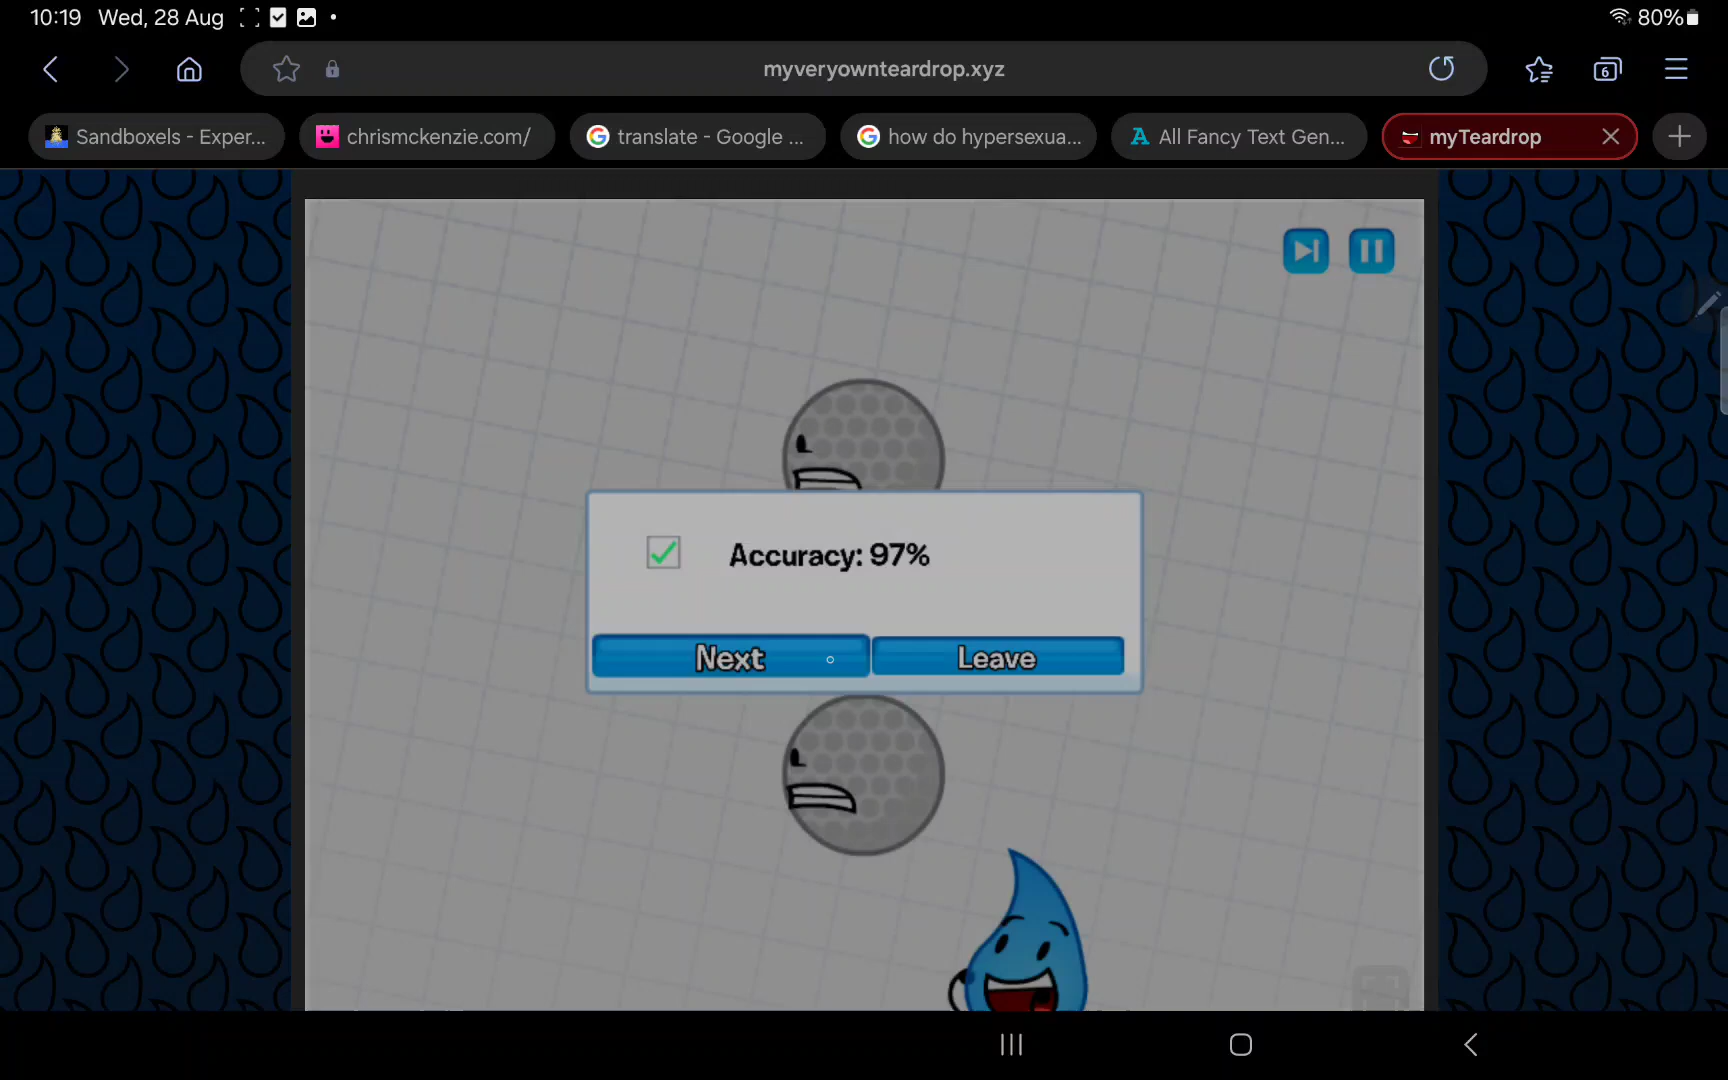 10:19 Wed, 28 Aug
80%
myveryownteardrop.xyz
6
Sandboxels - Exper...
chrismckenzie.com/
translate - Google ...
how do hypersexua...
All Fancy Text Gen...
myTeardrop
Accuracy: 97%
Next
Leave